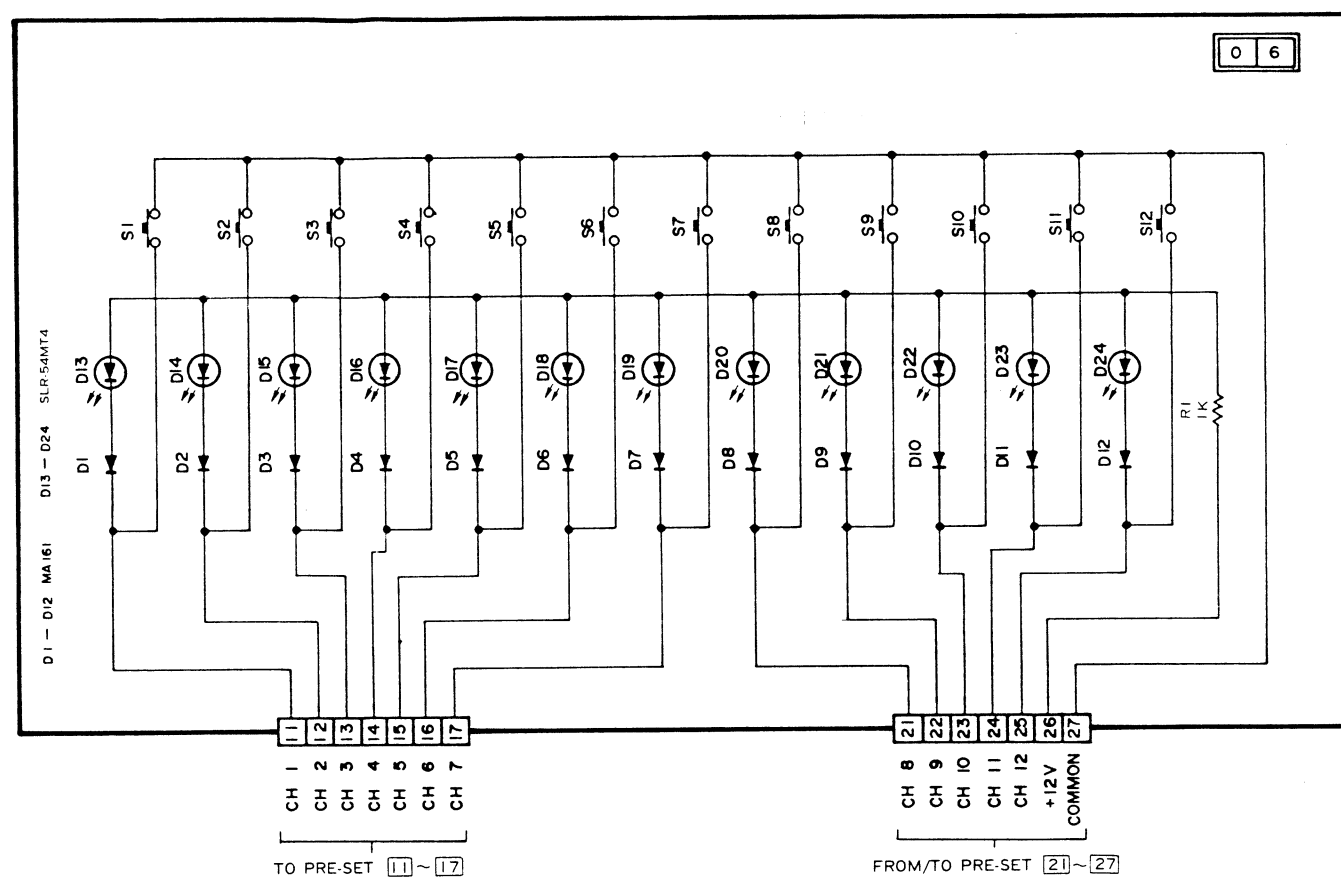 0 6
S1 S2 S3 S4 S5 S6 S7 S8 S9 S10 S11 S12
D13 D14 D15 D16 D17 D18 D19 D20 D21 D22 D23 D24
R1
1K
D1 D2 D3 D4 D5 D6 D7 D8 D9 D10 D11 D12
D1 – D12 MA161 D13 – D24 SLR-54MT4
11 12 13 14 15 16 17
CH 1
CH 2
CH 3
CH 4
CH 5
CH 6
CH 7
TO PRE-SET 11~17
21 22 23 24 25 26 27
CH 8
CH 9
CH 10
CH 11
CH 12
+12V
COMMON
FROM/TO PRE-SET 21~27